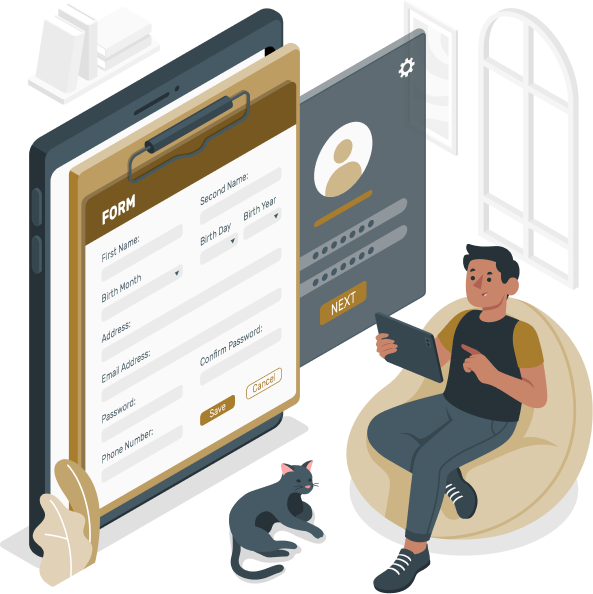 FORM
First Name:
Second Name:
Birth Month
Birth Day
Birth Year
Address:
Email Address:
Password:
Confirm Password:
Phone Number:
Save
Cancel
NEXT